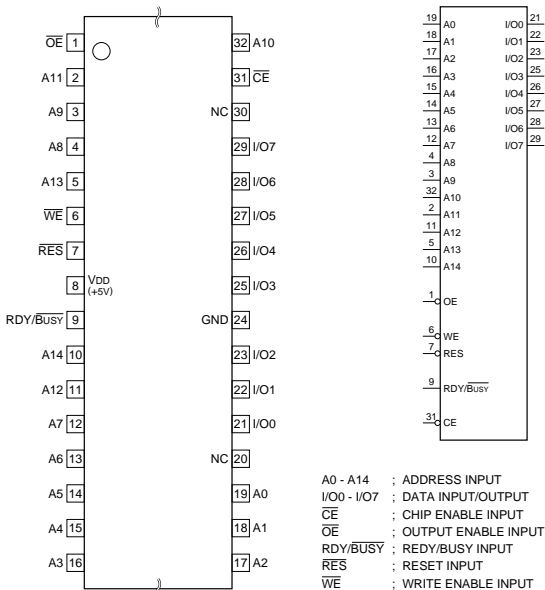 OE 1
A11 2
A9 3
A8 4
A13 5
WE 6
RES 7
8 VDD
(+5V)
RDY/BUSY 9
A14 10
A12 11
A7 12
A6 13
A5 14
A4 15
A3 16
32 A10
31 CE
NC 30
29 I/O7
28 I/O6
27 I/O5
26 I/O4
25 I/O3
GND 24
23 I/O2
22 I/O1
21 I/O0
NC 20
19 A0
18 A1
17 A2
19 A0 I/O0 21
18 A1 I/O1 22
17 A2 I/O2 23
16 A3 I/O3 25
15 A4 I/O4 26
14 A5 I/O5 27
13 A6 I/O6 28
12 A7 I/O7 29
4 A8
3 A9
32 A10
2 A11
11 A12
5 A13
10 A14
1 OE
6 WE
7 RES
9 RDY/BUSY
31 CE
A0 - A14 ; ADDRESS INPUT
I/O0 - I/O7 ; DATA INPUT/OUTPUT
CE ; CHIP ENABLE INPUT
OE ; OUTPUT ENABLE INPUT
RDY/BUSY ; REDY/BUSY INPUT
RES ; RESET INPUT
WE ; WRITE ENABLE INPUT